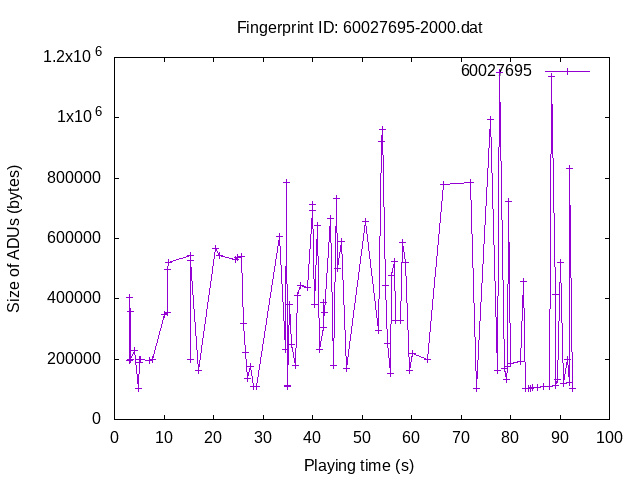 Fingerprint ID: 60027695-2000.dat
1.2x10^6
60027695
1x10^6
800000
600000
400000
200000
0
Size of ADUs (bytes)
0 10 20 30 40 50 60 70 80 90 100
Playing time (s)